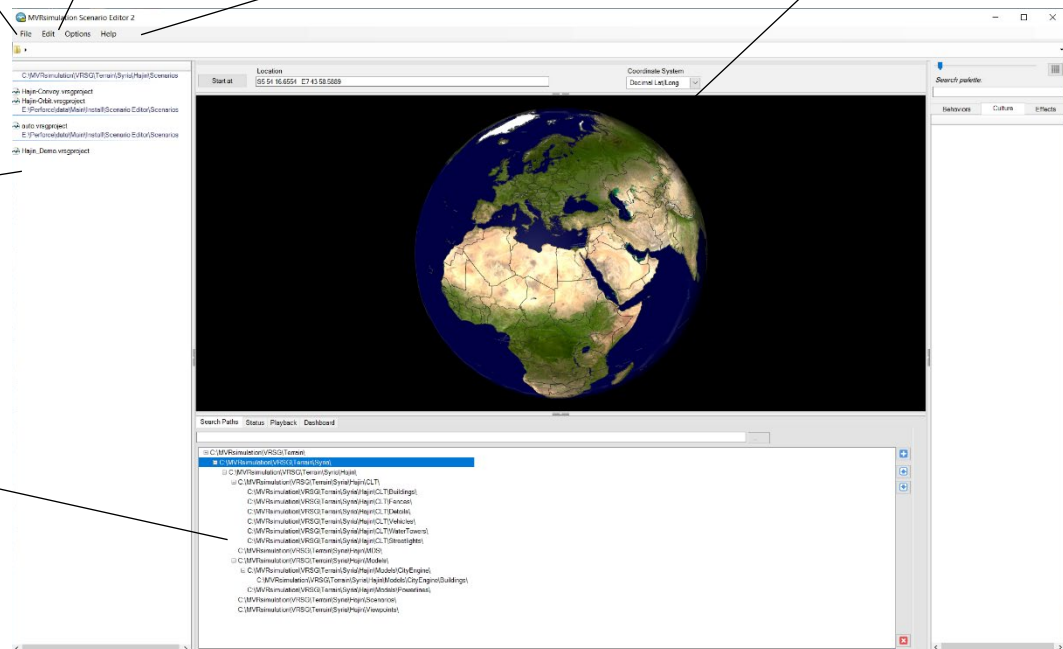 MVRsimulation Scenario Editor 2
File Edit Options Help
C:\MVRsimulation\VRSG\Terrain\Syria\Hajin\Scenarios
Hajin-Convoy.vrsgproject
Hajin-Orbit.vrsgproject
E:\Perforce\data\Main\Install\Scenario Editor\Scenarios
auto.vrsgproject
E:\Perforce\data\Main\Install\Scenario Editor\Scenarios
Hajin_Demo.vrsgproject
Location
Coordinate System
Start at
S5 54 16.6554 E7 43 58.5889
Decimal Lat/Long
Search palette:
Behaviors Culture Effects
Search Paths Status Playback Dashboard
C:\MVRsimulation\VRSG\Terrain\
C:\MVRsimulation\VRSG\Terrain\Syria\
C:\MVRsimulation\VRSG\Terrain\Syria\Hajin\
C:\MVRsimulation\VRSG\Terrain\Syria\Hajin\CLT\
C:\MVRsimulation\VRSG\Terrain\Syria\Hajin\CLT\Buildings\
C:\MVRsimulation\VRSG\Terrain\Syria\Hajin\CLT\Fences\
C:\MVRsimulation\VRSG\Terrain\Syria\Hajin\CLT\Details\
C:\MVRsimulation\VRSG\Terrain\Syria\Hajin\CLT\Vehicles\
C:\MVRsimulation\VRSG\Terrain\Syria\Hajin\CLT\WaterTowers\
C:\MVRsimulation\VRSG\Terrain\Syria\Hajin\CLT\Streetlights\
C:\MVRsimulation\VRSG\Terrain\Syria\Hajin\MDS\
C:\MVRsimulation\VRSG\Terrain\Syria\Hajin\Models\
C:\MVRsimulation\VRSG\Terrain\Syria\Hajin\Models\CityEngine\
C:\MVRsimulation\VRSG\Terrain\Syria\Hajin\Models\CityEngine\Buildings\
C:\MVRsimulation\VRSG\Terrain\Syria\Hajin\Models\Powerlines\
C:\MVRsimulation\VRSG\Terrain\Syria\Hajin\Scenarios\
C:\MVRsimulation\VRSG\Terrain\Syria\Hajin\Viewpoints\